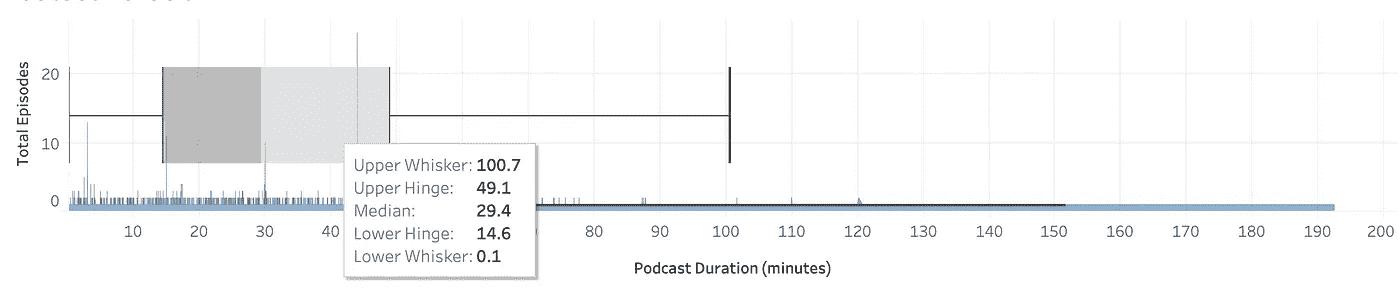 Total Episodes
20
10
0
Upper Whisker: 100.7
Upper Hinge: 49.1
Median: 29.4
Lower Hinge: 14.6
Lower Whisker: 0.1
10 20 30 40 80 90 100 110 120 130 140 150 160 170 180 190 200
Podcast Duration (minutes)